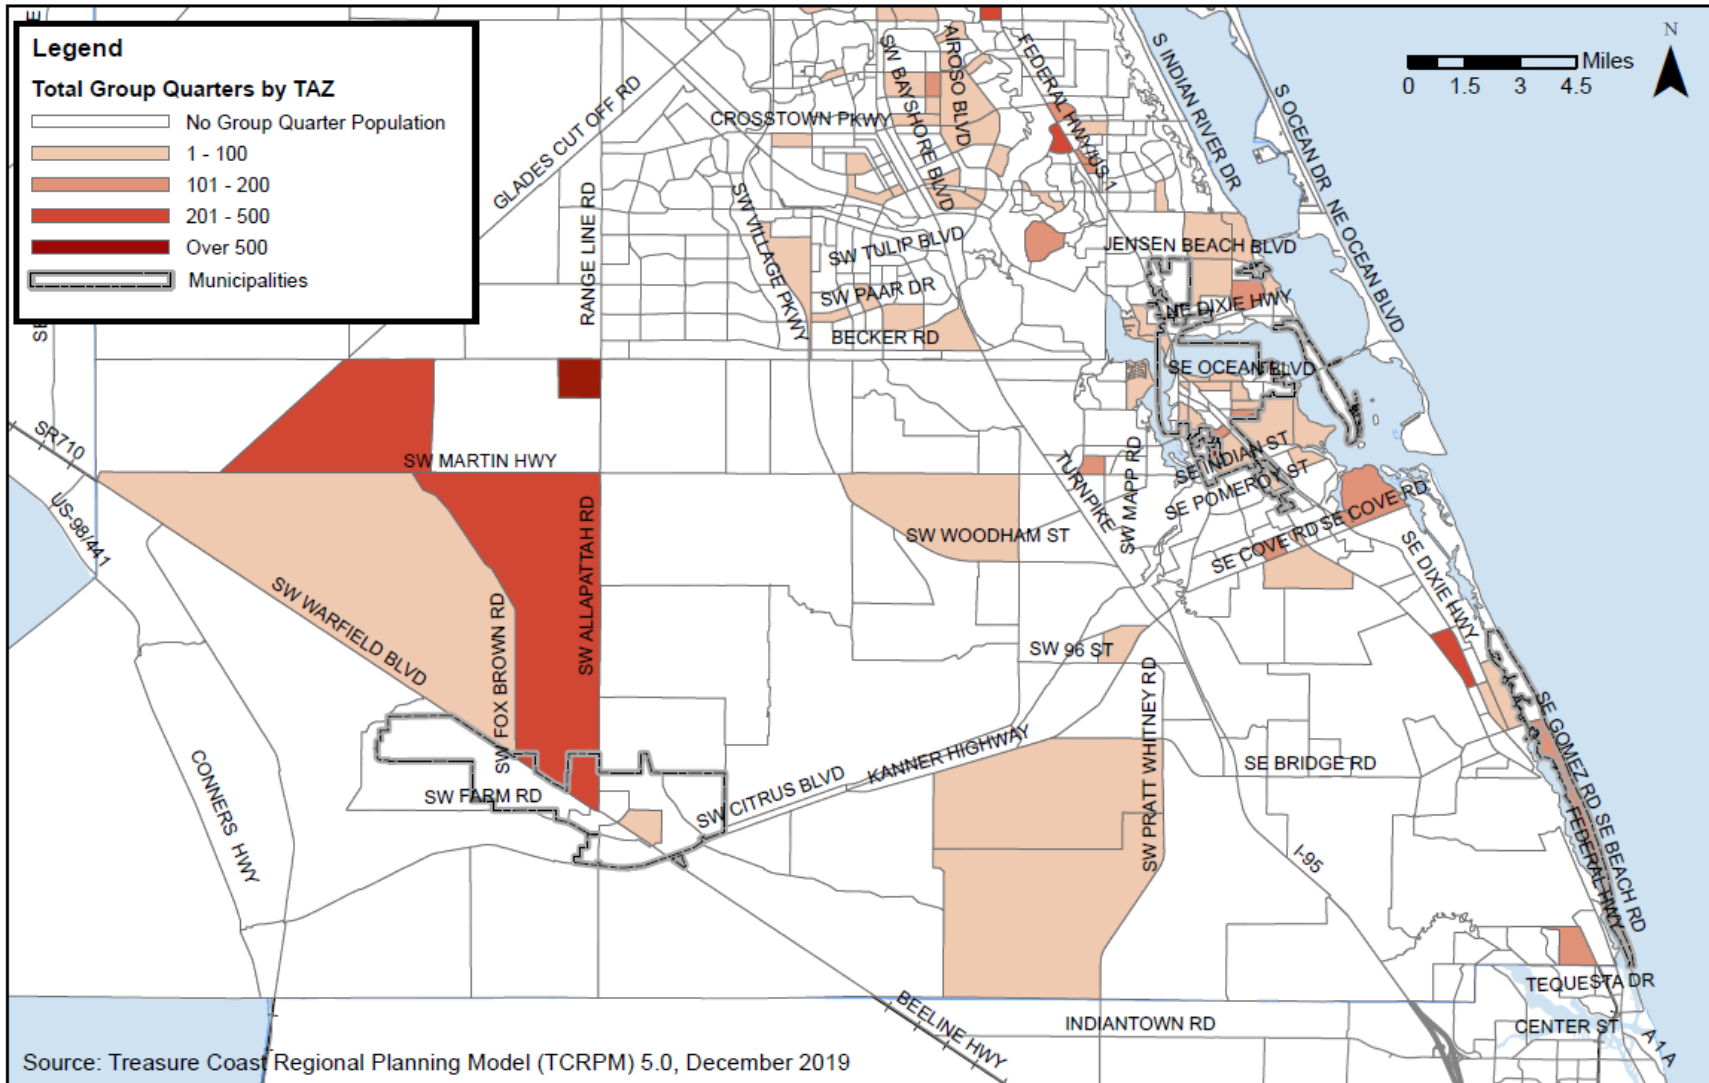 Legend
Total Group Quarters by TAZ
No Group Quarter Population
1 - 100
101 - 200
201 - 500
Over 500
Municipalities
N
Miles
0 1.5 3 4.5
GLADES CUT OFF RD
RANGE LINE RD
CROSSTOWN PKWY
SW BAYSHORE BLVD
AIROSO BLVD
FEDERAL HWY/US 1
S INDIAN RIVER DR
S OCEAN DR
NE OCEAN BLVD
SW VILLAGE PKWY
SW TULIP BLVD
SW PAAR DR
BECKER RD
JENSEN BEACH BLVD
NE DIXIE HWY
SE OCEAN BLVD
SR710
US-98/441
SW MARTIN HWY
SW ALLAPATTAH RD
SW FOX BROWN RD
SW WARFIELD BLVD
SW WOODHAM ST
TURNPIKE
SW MAPP RD
SE INDIAN ST
SE POMEROY ST
SE COVE RD
SE COVE RD
SE DIXIE HWY
SW 96 ST
SW PRATT WHITNEY RD
KANNER HIGHWAY
SW CITRUS BLVD
SW FARM RD
CONNERS HWY
SE BRIDGE RD
I-95
SE GOMEZ RD
SE BEACH RD
FEDERAL HWY
TEQUESTA DR
CENTER ST
A 1 A
INDIANTOWN RD
BEELINE HWY
Source: Treasure Coast Regional Planning Model (TCRPM) 5.0, December 2019